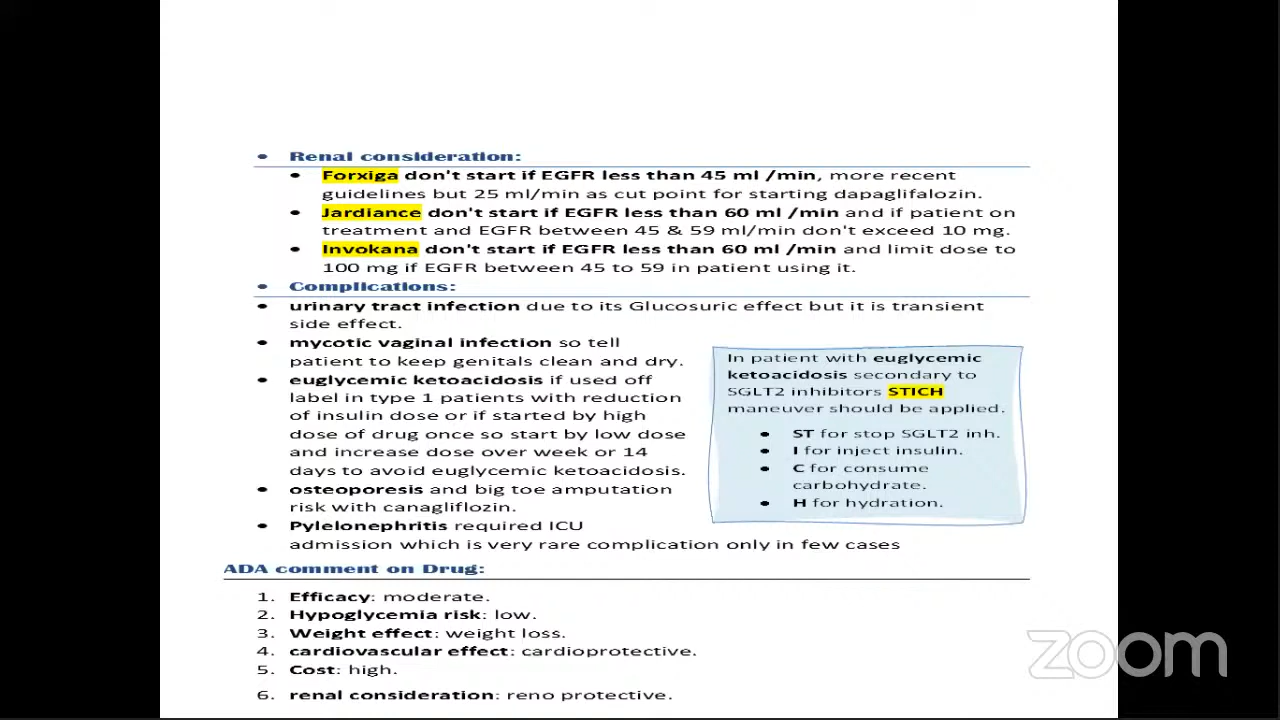 • Renal consideration:
• Forxiga don't start if EGFR less than 45 ml /min, more recent
guidelines but 25 ml/min as cut point for starting dapaglifalozin.
• Jardiance don't start if EGFR less than 60 ml /min and if patient on
treatment and EGFR between 45 & 59 ml/min don't exceed 10 mg.
• Invokana don't start if EGFR less than 60 ml /min and limit dose to
100 mg if EGFR between 45 to 59 in patient using it.
• Complications:
• urinary tract infection due to its Glucosuric effect but it is transient
side effect.
• mycotic vaginal infection so tell
patient to keep genitals clean and dry.
• euglycemic ketoacidosis if used off
label in type 1 patients with reduction
of insulin dose or if started by high
dose of drug once so start by low dose
and increase dose over week or 14
days to avoid euglycemic ketoacidosis.
• osteoporesis and big toe amputation
risk with canagliflozin.
• Pylelonephritis required ICU
admission which is very rare complication only in few cases
In patient with euglycemic
ketoacidosis secondary to
SGLT2 inhibitors STICH
maneuver should be applied.
• ST for stop SGLT2 inh.
• I for inject insulin.
• C for consume
carbohydrate.
• H for hydration.
ADA comment on Drug:
1. Efficacy: moderate.
2. Hypoglycemia risk: low.
3. Weight effect: weight loss.
4. cardiovascular effect: cardioprotective.
5. Cost: high.
6. renal consideration: reno protective.
zoom